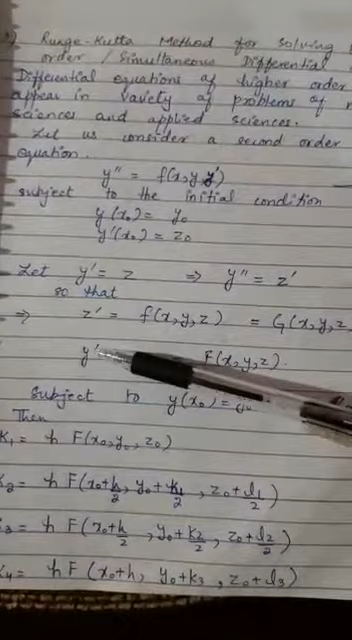 Runge-Kutta Method for solving
order / Simultaneous Differential
Differential equations of higher order
appear in variety of problems of
sciences and applied sciences.
Let us consider a second order
equation.
y'' = f(x,y,y')
subject to the initial condition
y(x₀) = y₀
y'(x₀) = z₀
Let y' = z ⇒ y'' = z'
so that
⇒ z' = f(x,y,z) = G(x,y,z
y' F(x,y,z).
subject to y(x₀) =
Then
K₁ = h F(x₀,y₀,z₀)
K₂ = h F(x₀+h/2, y₀+k₁/2, z₀+l₁/2)
K₃ = h F(x₀+h/2, y₀+k₂/2, z₀+l₂/2)
K₄ = h F(x₀+h, y₀+k₃, z₀+l₃)